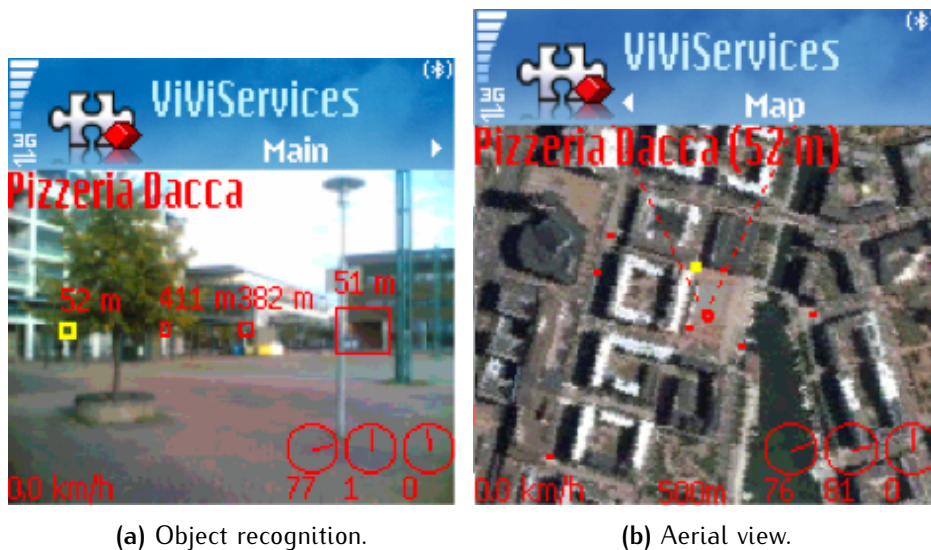 ViViServices
3G
Main
Pizzeria Dacca
52 m
411 m
382 m
51 m
0.0 km/h
77
1
0
(a) Object recognition.
ViViServices
3G
Map
Pizzeria Dacca (52 m)
0.0 km/h
500m
76
81
0
(b) Aerial view.